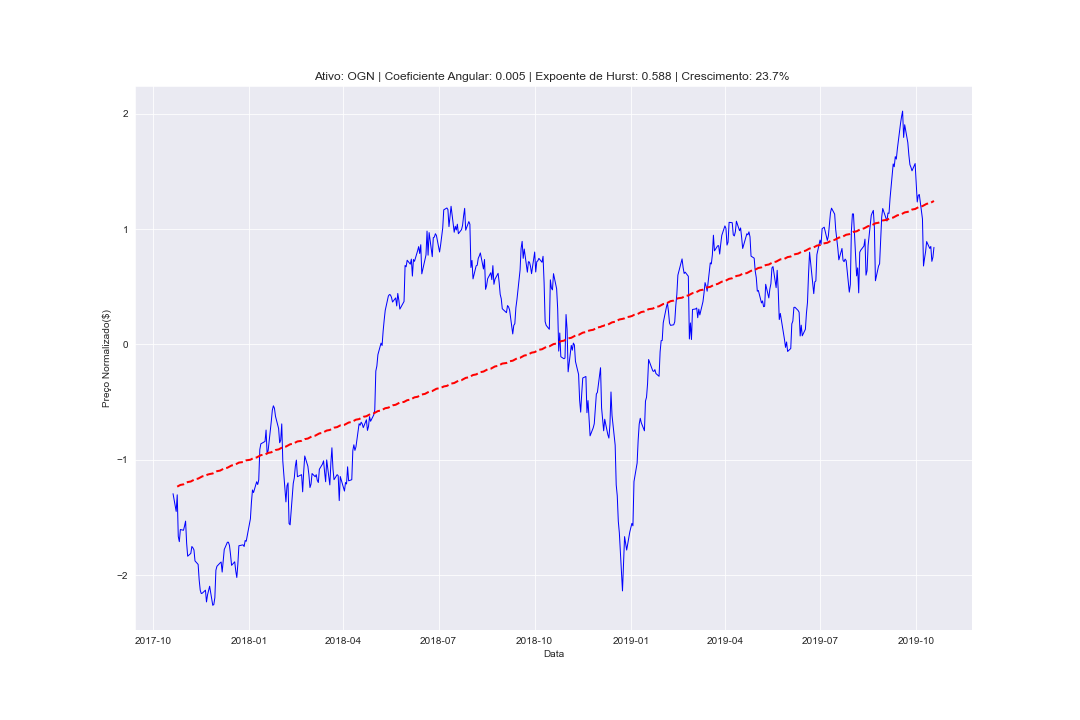 Ativo: OGN | Coeficiente Angular: 0.005 | Expoente de Hurst: 0.588 | Crescimento: 23.7%
2
1
0
−1
−2
Preço Normalizado($)
2017-10 2018-01 2018-04 2018-07 2018-10 2019-01 2019-04 2019-07 2019-10
Data